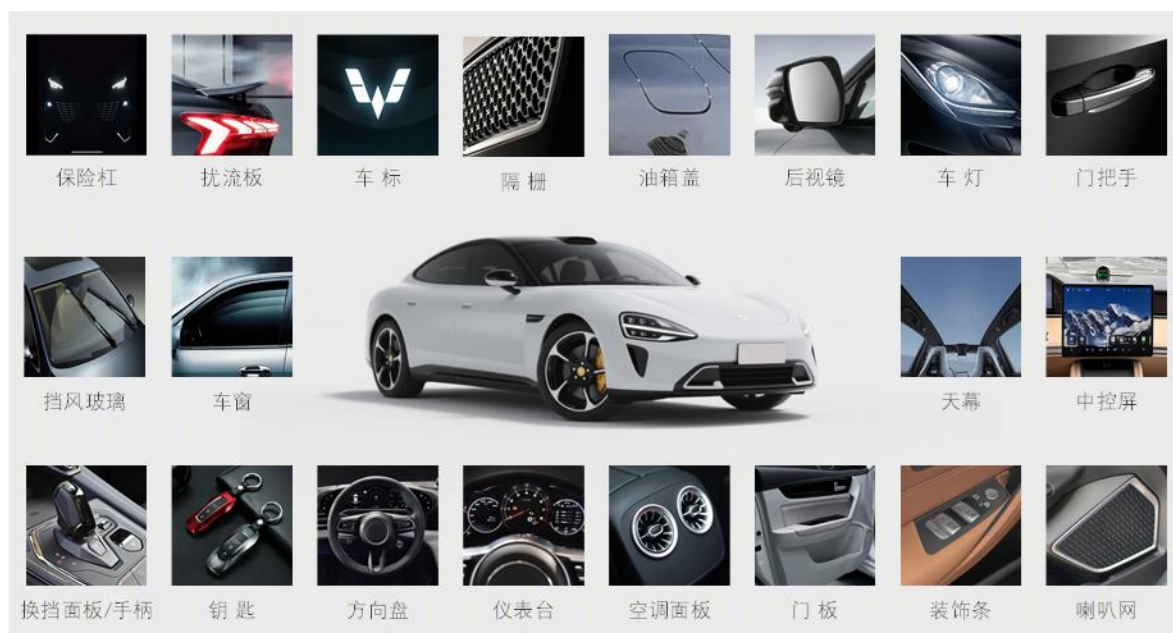 保险杠
扰流板
车标
隔栅
油箱盖
后视镜
车灯
门把手
挡风玻璃
车窗
天幕
中控屏
换挡面板/手柄
钥匙
方向盘
仪表台
空调面板
门板
装饰条
喇叭网